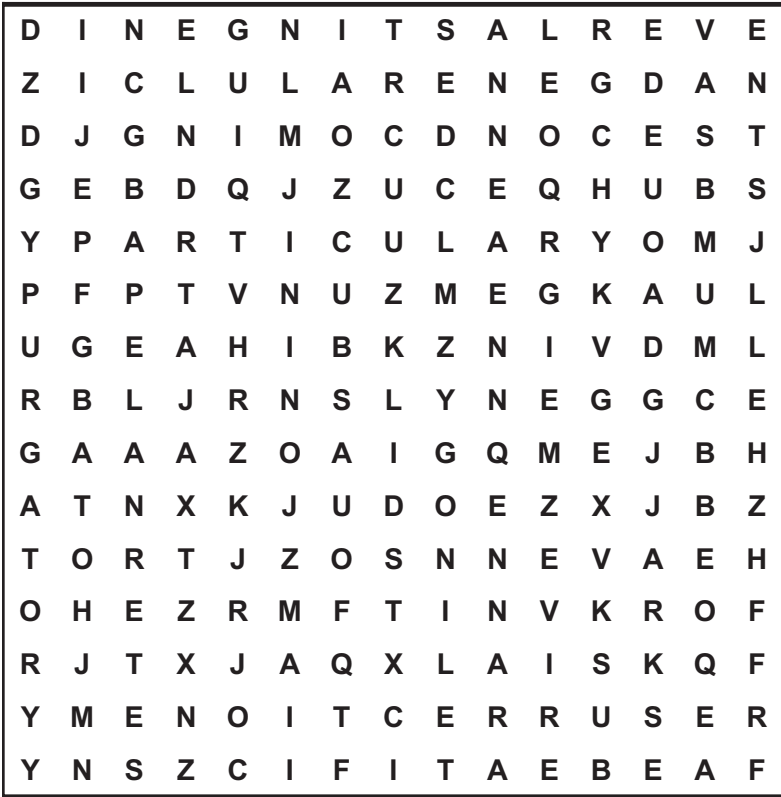 D I N E G N I T S A L R E V E
Z I C L U L A R E N E G D A N
D J G N I M O C D N O C E S T
G E B D Q J Z U C E Q H U B S
Y P A R T I C U L A R Y O M J
P F P T V N U Z M E G K A U L
U G E A H I B K Z N I V D M L
R B L J R N S L Y N E G G C E
G A A A Z O A I G Q M E J B H
A T N X K J U D O E Z X J B Z
T O R T J Z O S N N E V A E H
O H E Z R M F T I N V K R O F
R J T X J A Q X L A I S K Q F
Y M E N O I T C E R R U S E R
Y N S Z C I F I T A E B E A F